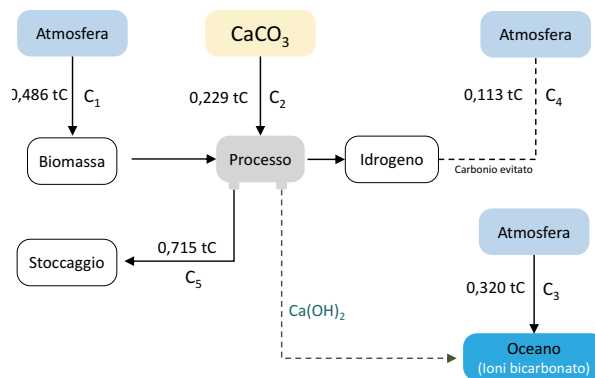 Atmosfera
CaCO₃
Atmosfera
0,486 tC C₁
0,229 tC C₂
0,113 tC C₄
Biomassa
Processo
Idrogeno
Carbonio evitato
0,715 tC
Stoccaggio
C₅
Atmosfera
0,320 tC C₃
Ca(OH)₂
Oceano
(Ioni bicarbonato)